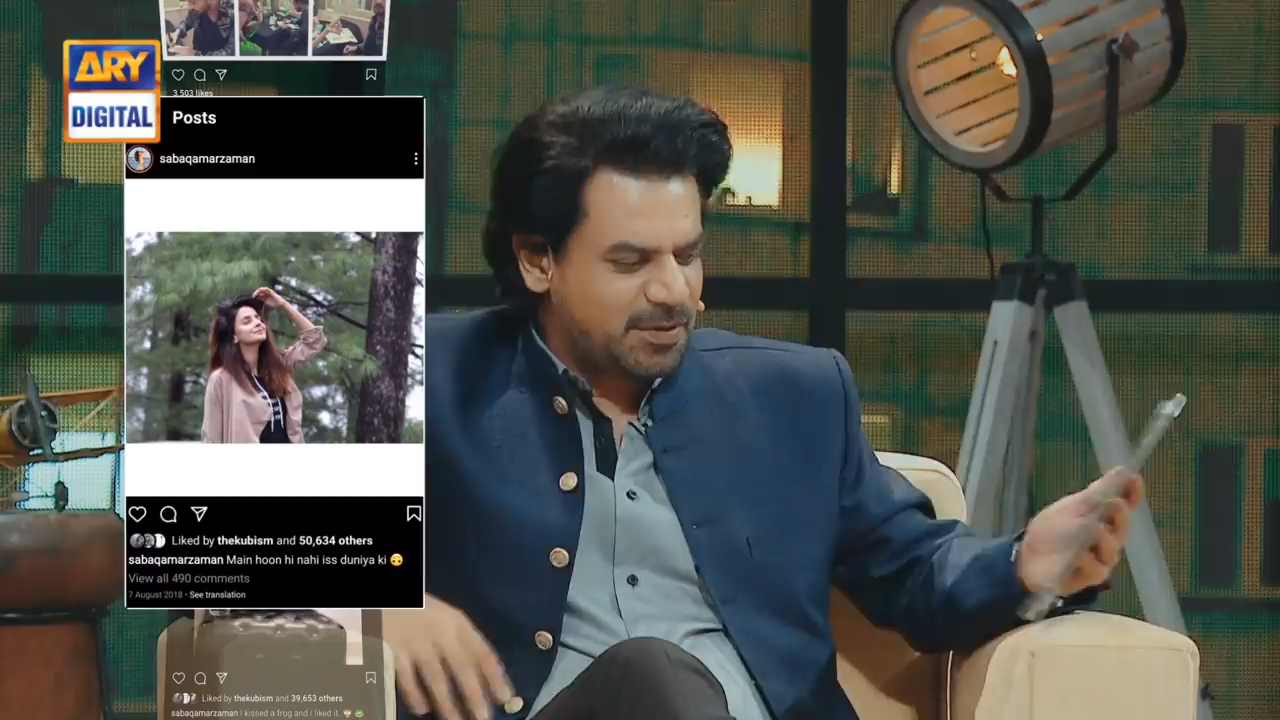 ARY
DIGITAL
3,503 likes
Posts
sabaqamarzaman
Liked by thekubism and 50,634 others
sabaqamarzaman Main hoon hi nahi iss duniya ki 🙃
View all 490 comments
7 August 2018 · See translation
Liked by thekubism and 39,653 others
sabaqamarzaman I kissed a frog and I liked it.